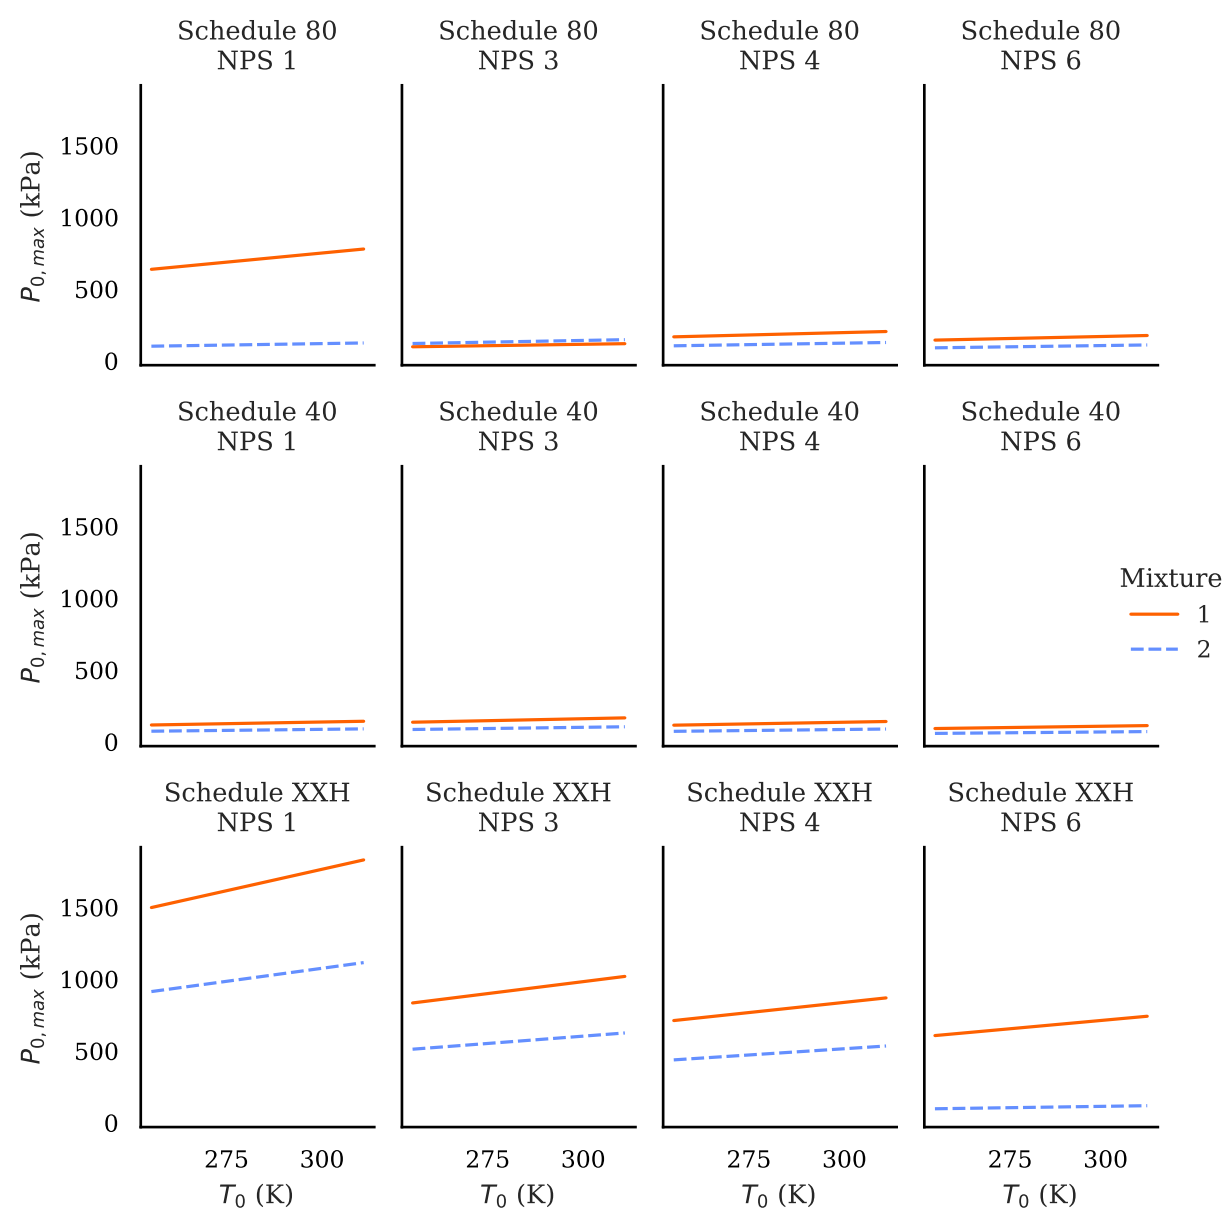 Schedule 80
NPS 1
Schedule 80
NPS 3
Schedule 80
NPS 4
Schedule 80
NPS 6
P0,max (kPa)
1500
1000
500
0
Schedule 40
NPS 1
Schedule 40
NPS 3
Schedule 40
NPS 4
Schedule 40
NPS 6
P0,max (kPa)
1500
1000
500
0
Mixture
1
2
Schedule XXH
NPS 1
Schedule XXH
NPS 3
Schedule XXH
NPS 4
Schedule XXH
NPS 6
P0,max (kPa)
1500
1000
500
0
275 300
T0 (K)
275 300
T0 (K)
275 300
T0 (K)
275 300
T0 (K)